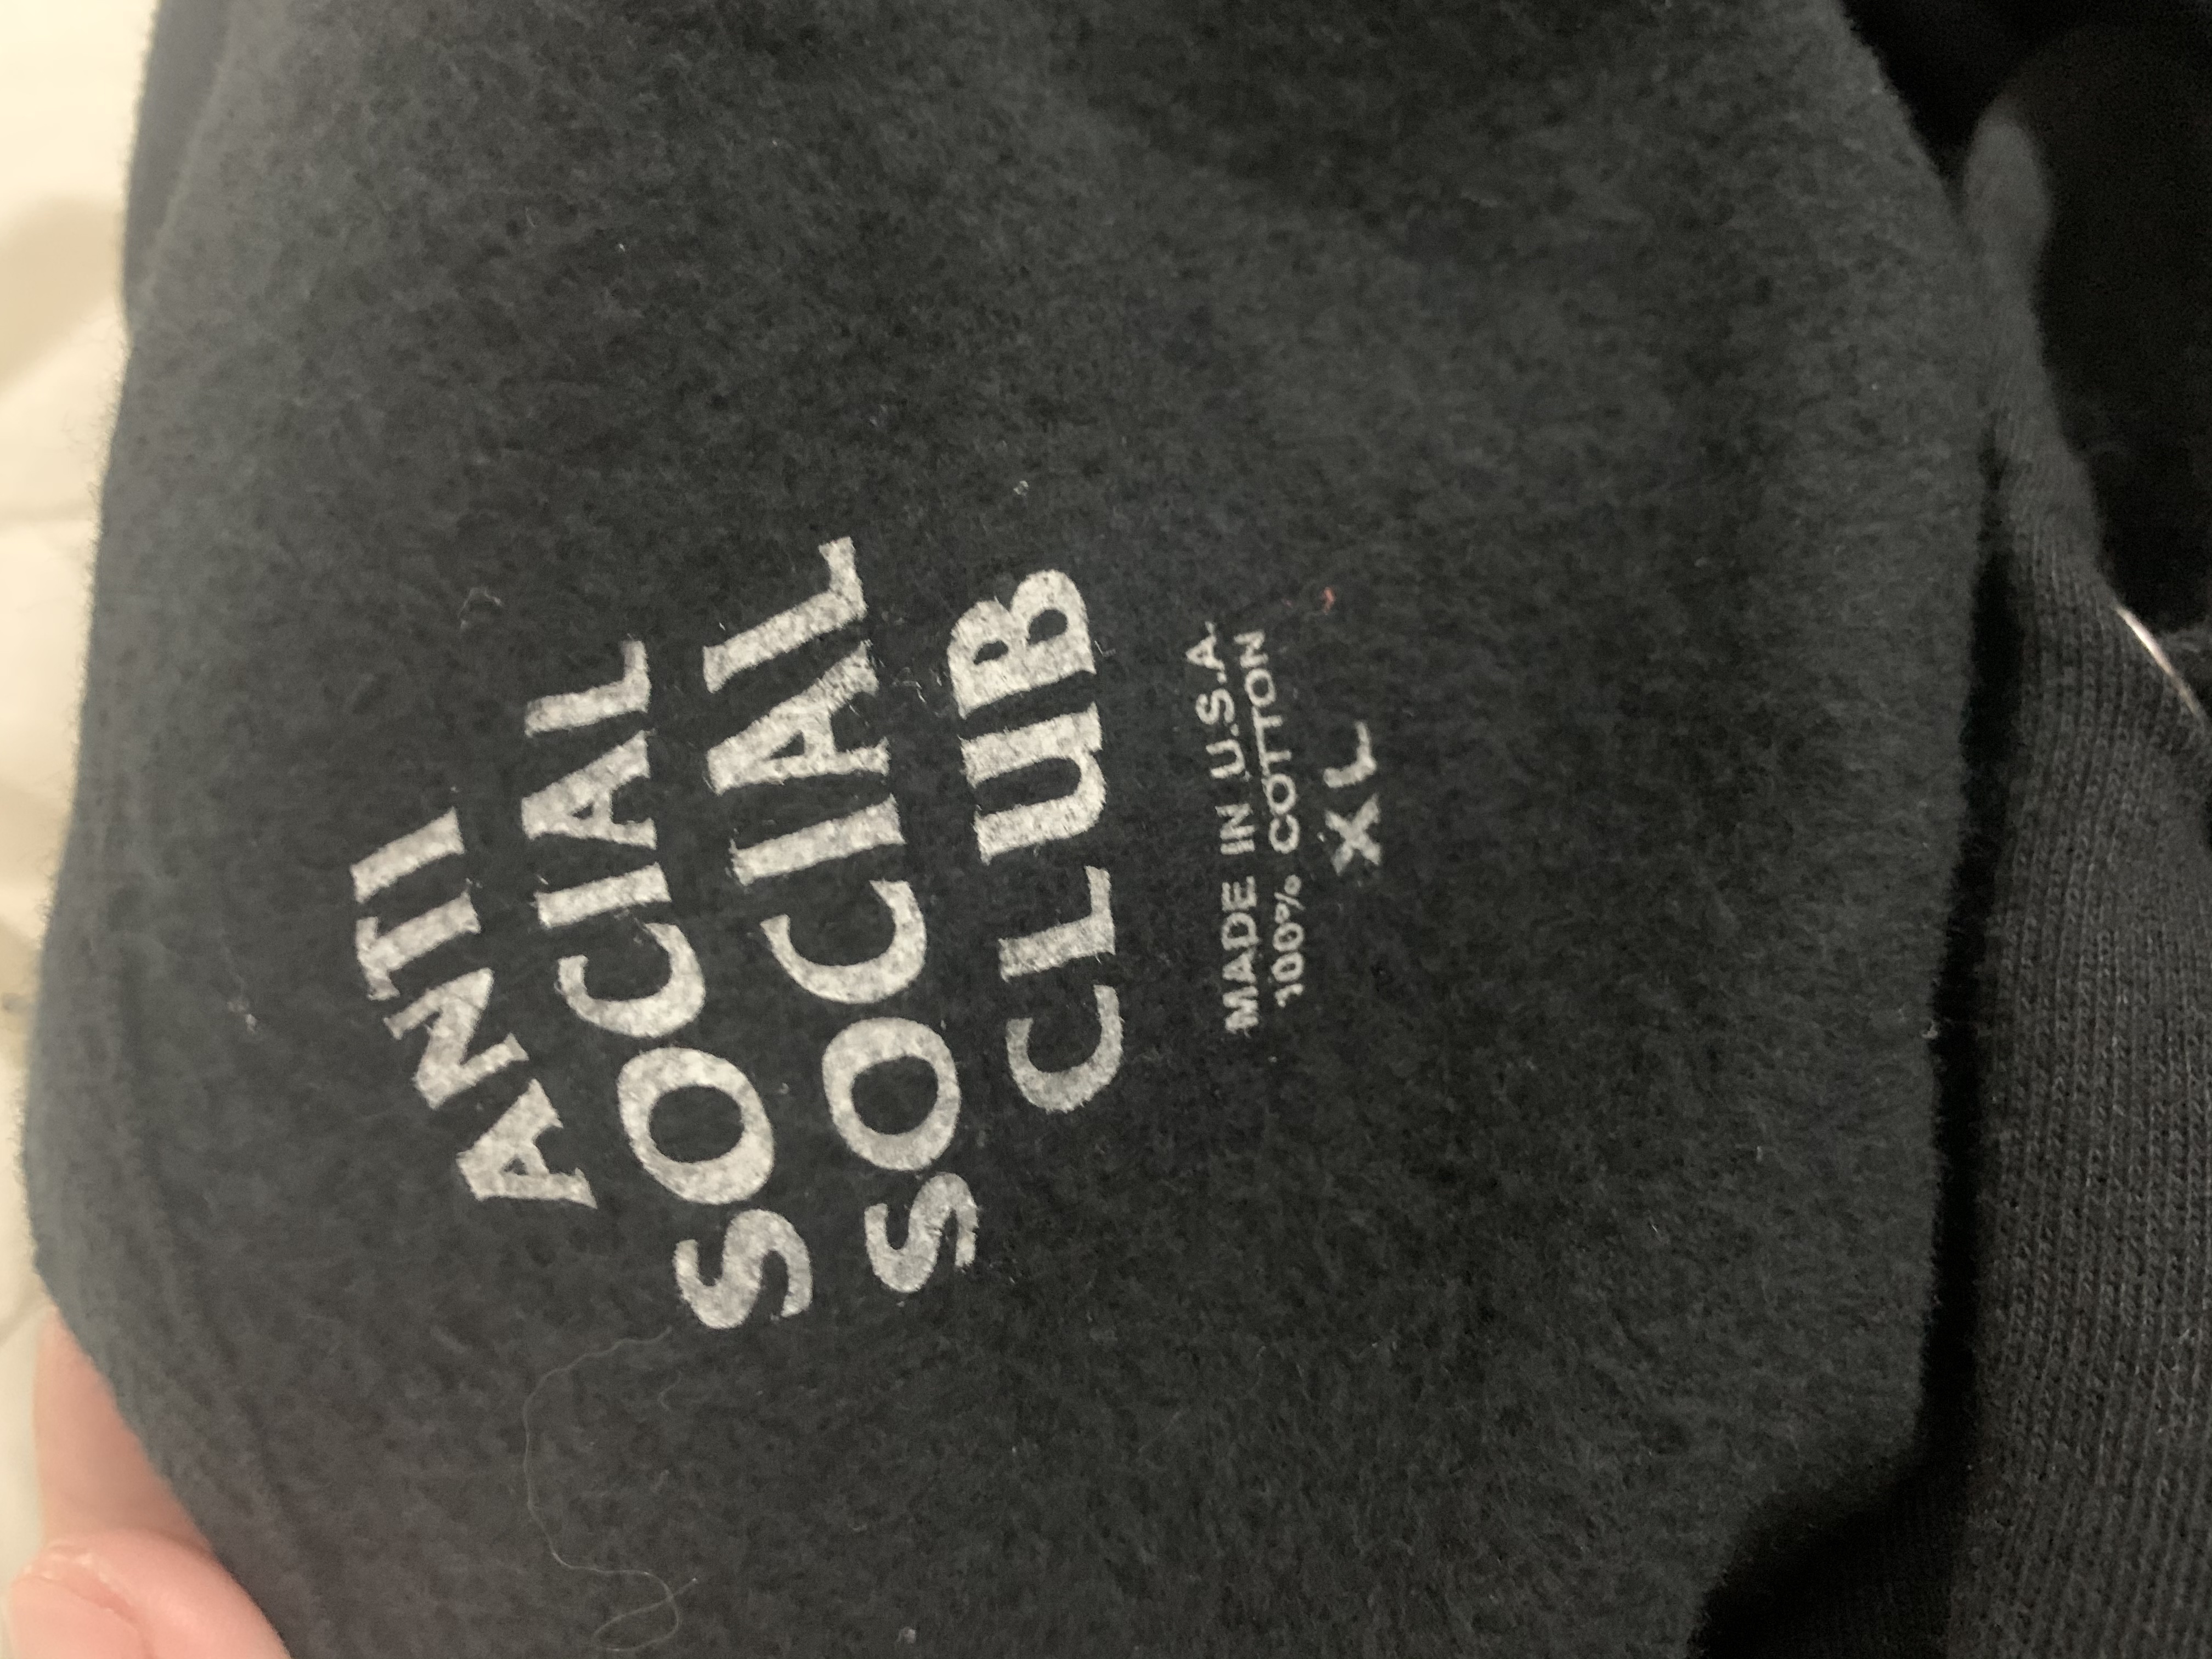 ANTI
SOCIAL
SOCIAL
CLUB
MADE IN U.S.A
100% COTTON
XL